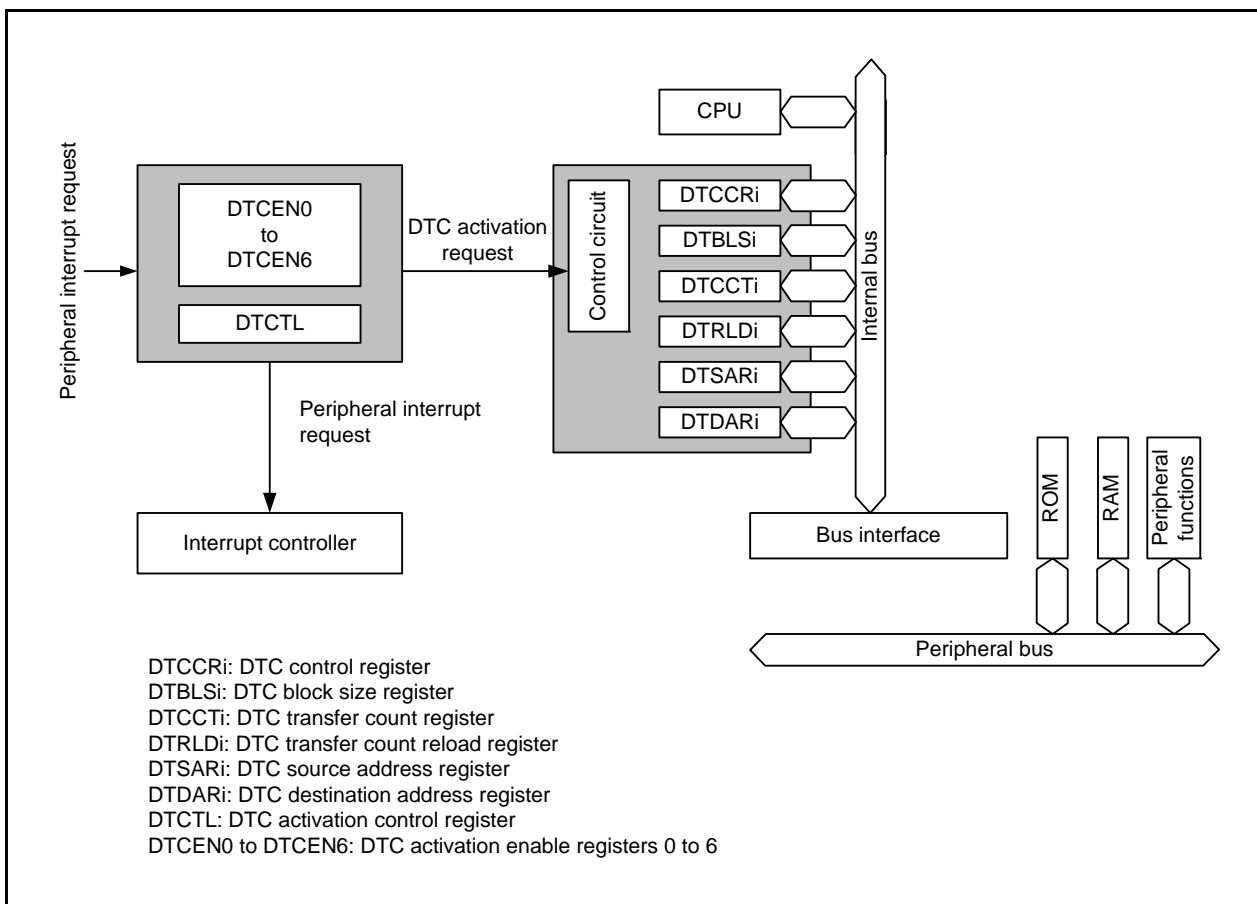 CPU
Peripheral interrupt request
DTCEN0
to
DTCEN6
DTCTL
DTC activation
request
Control circuit
DTCCRi
DTBLSi
DTCCTi
DTRLDi
DTSARi
DTDARi
Internal bus
Peripheral interrupt
request
Interrupt controller
Bus interface
ROM
RAM
Peripheral
functions
Peripheral bus
DTCCRi: DTC control register
DTBLSi: DTC block size register
DTCCTi: DTC transfer count register
DTRLDi: DTC transfer count reload register
DTSARi: DTC source address register
DTDARi: DTC destination address register
DTCTL: DTC activation control register
DTCEN0 to DTCEN6: DTC activation enable registers 0 to 6